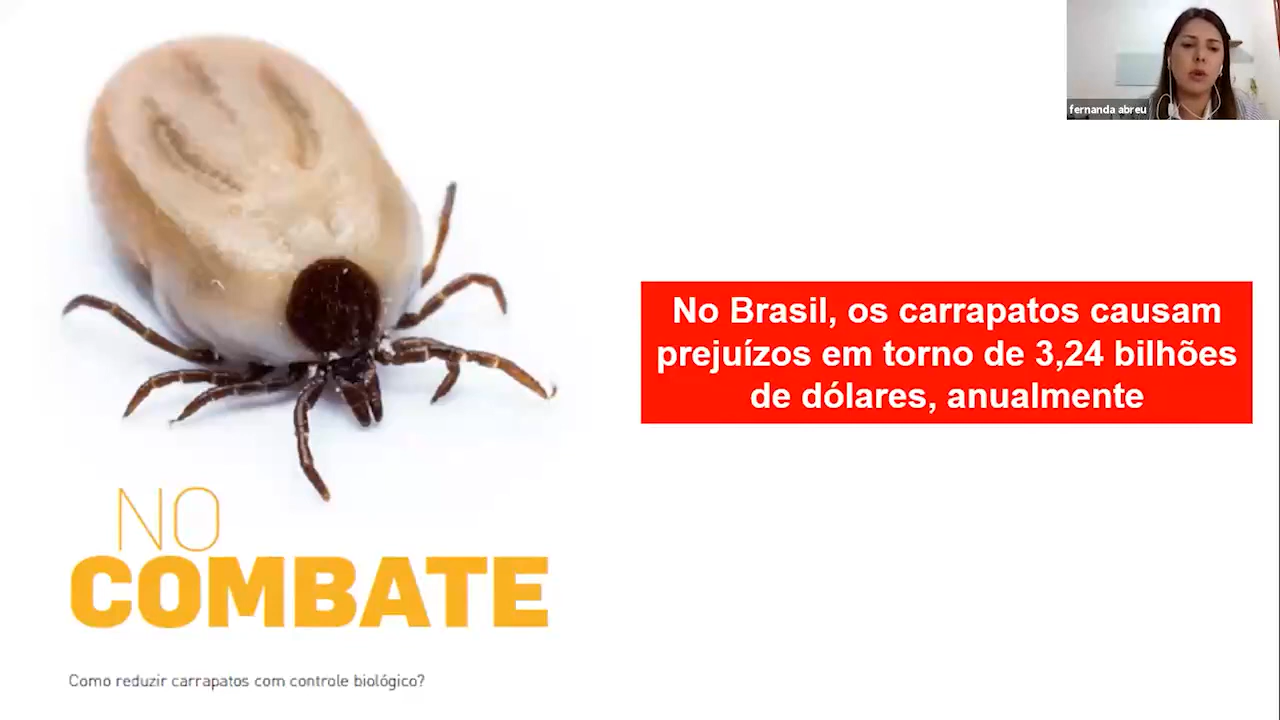 fernanda abreu
No Brasil, os carrapatos causam
prejuízos em torno de 3,24 bilhões
de dólares, anualmente
NO
COMBATE
Como reduzir carrapatos com controle biológico?